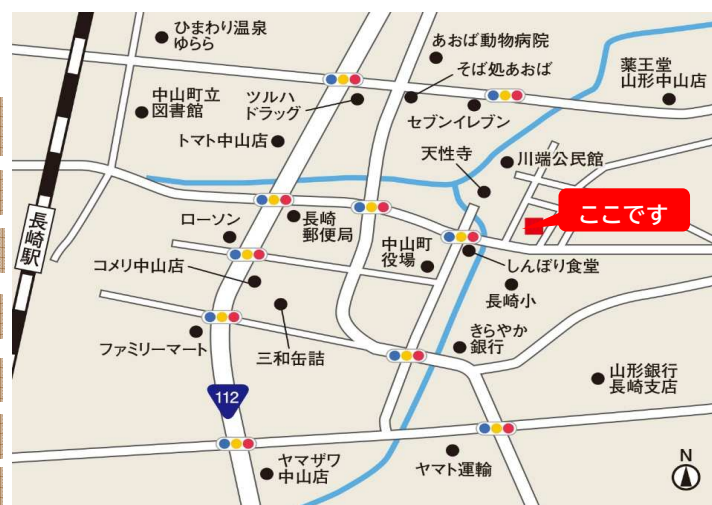 ひまわり温泉
ゆらら
あおば動物病院
そば処あおば
薬王堂
山形中山店
中山町立
図書館
ツルハ
ドラッグ
セブンイレブン
トマト中山店
天性寺
川端公民館
ここです
長崎駅
ローソン
長崎
郵便局
中山町
役場
しんぼり食堂
コメリ中山店
長崎小
きらやか
銀行
ファミリーマート
三和缶詰
山形銀行
長崎支店
112
ヤマザワ
中山店
ヤマト運輸
N